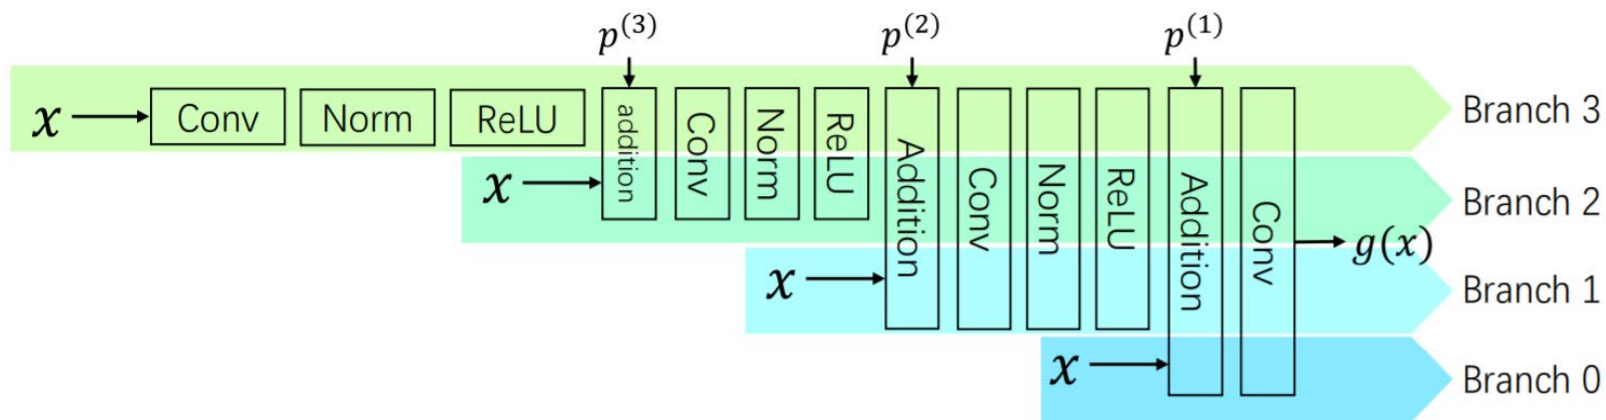 p^{(3)} p^{(2)} p^{(1)}
x Conv Norm ReLU addition Conv Norm ReLU Addition Conv Norm ReLU Addition Conv Branch 3
x Branch 2
g(x)
x Branch 1
x Branch 0